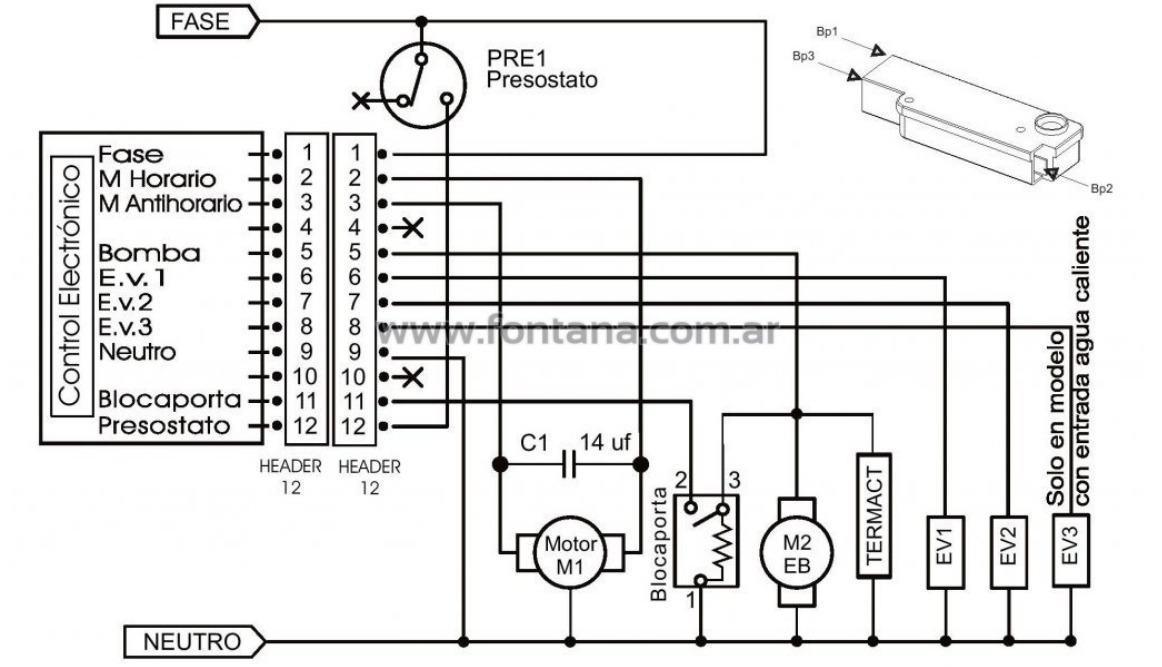 FASE
PRE1
Presostato
Bp1
Bp3
Bp2
Control Electrónico
Fase 1 1
M Horario 2 2
M Antihorario 3 3
4 4
Bomba 5 5
E.v.1 6 6
E.v.2 7 7
E.v.3 8 8
Neutro 9 9
10 10
Blocaporta 11 11
Presostato 12 12
HEADER
12
HEADER
12
www.fontana.com.ar
Solo en modelo
con entrada agua caliente
C1 14 uf
Motor
M1
Blocaporta
2 3
1
M2
EB
TERMACT
EV1
EV2
EV3
NEUTRO